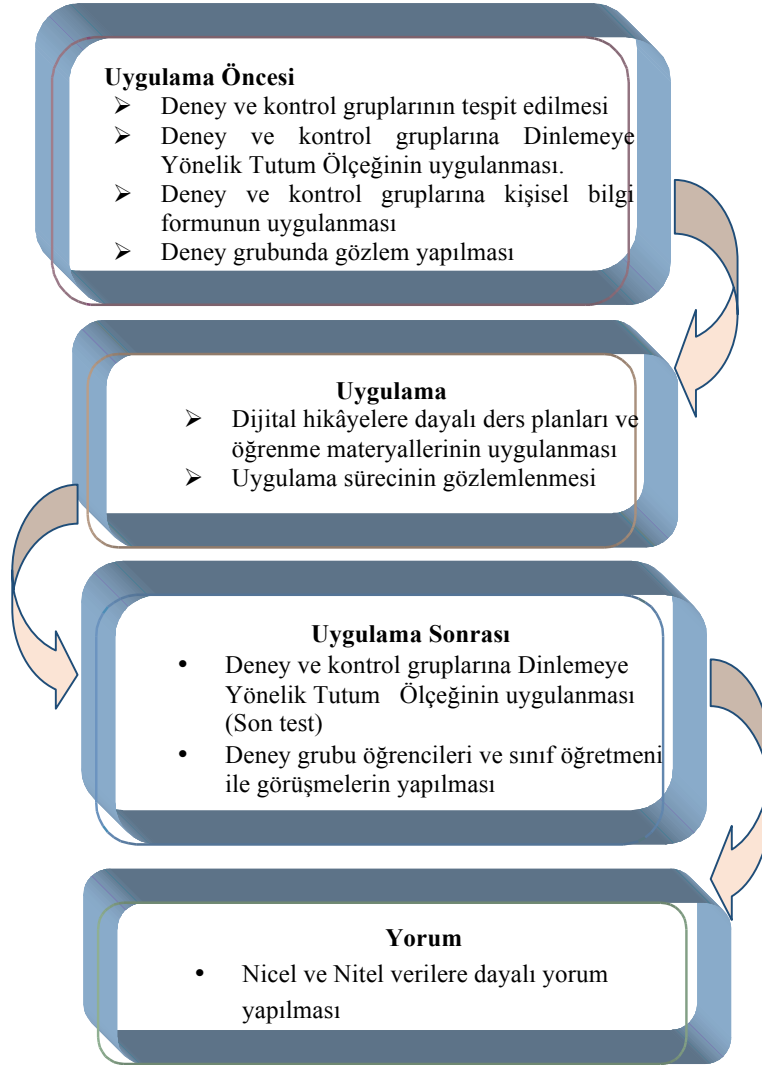 Uygulama Öncesi
➢ Deney ve kontrol gruplarının tespit edilmesi
➢ Deney ve kontrol gruplarına Dinlemeye
Yönelik Tutum Ölçeğinin uygulanması.
➢ Deney ve kontrol gruplarına kişisel bilgi
formunun uygulanması
➢ Deney grubunda gözlem yapılması
Uygulama
➢ Dijital hikâyelere dayalı ders planları ve
öğrenme materyallerinin uygulanması
➢ Uygulama sürecinin gözlemlenmesi
Uygulama Sonrası
• Deney ve kontrol gruplarına Dinlemeye
Yönelik Tutum Ölçeğinin uygulanması
(Son test)
• Deney grubu öğrencileri ve sınıf öğretmeni
ile görüşmelerin yapılması
Yorum
• Nicel ve Nitel verilere dayalı yorum
yapılması